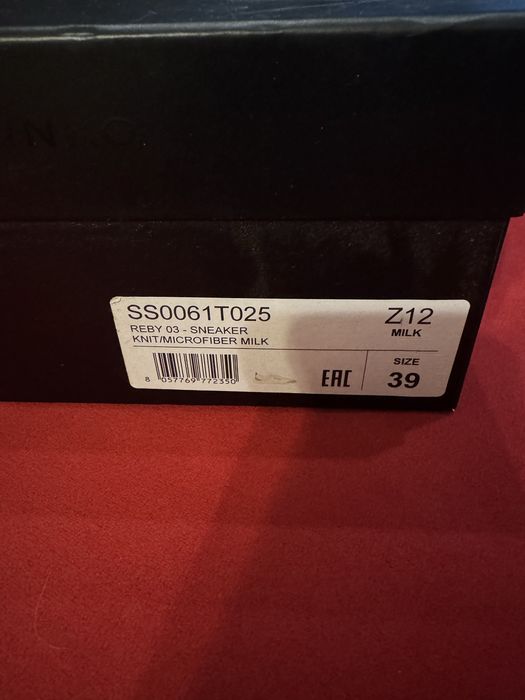 SS0061T025
Z12
REBY 03 - SNEAKER
MILK
KNIT/MICROFIBER MILK
SIZE
39
EAC
8 057769 772350